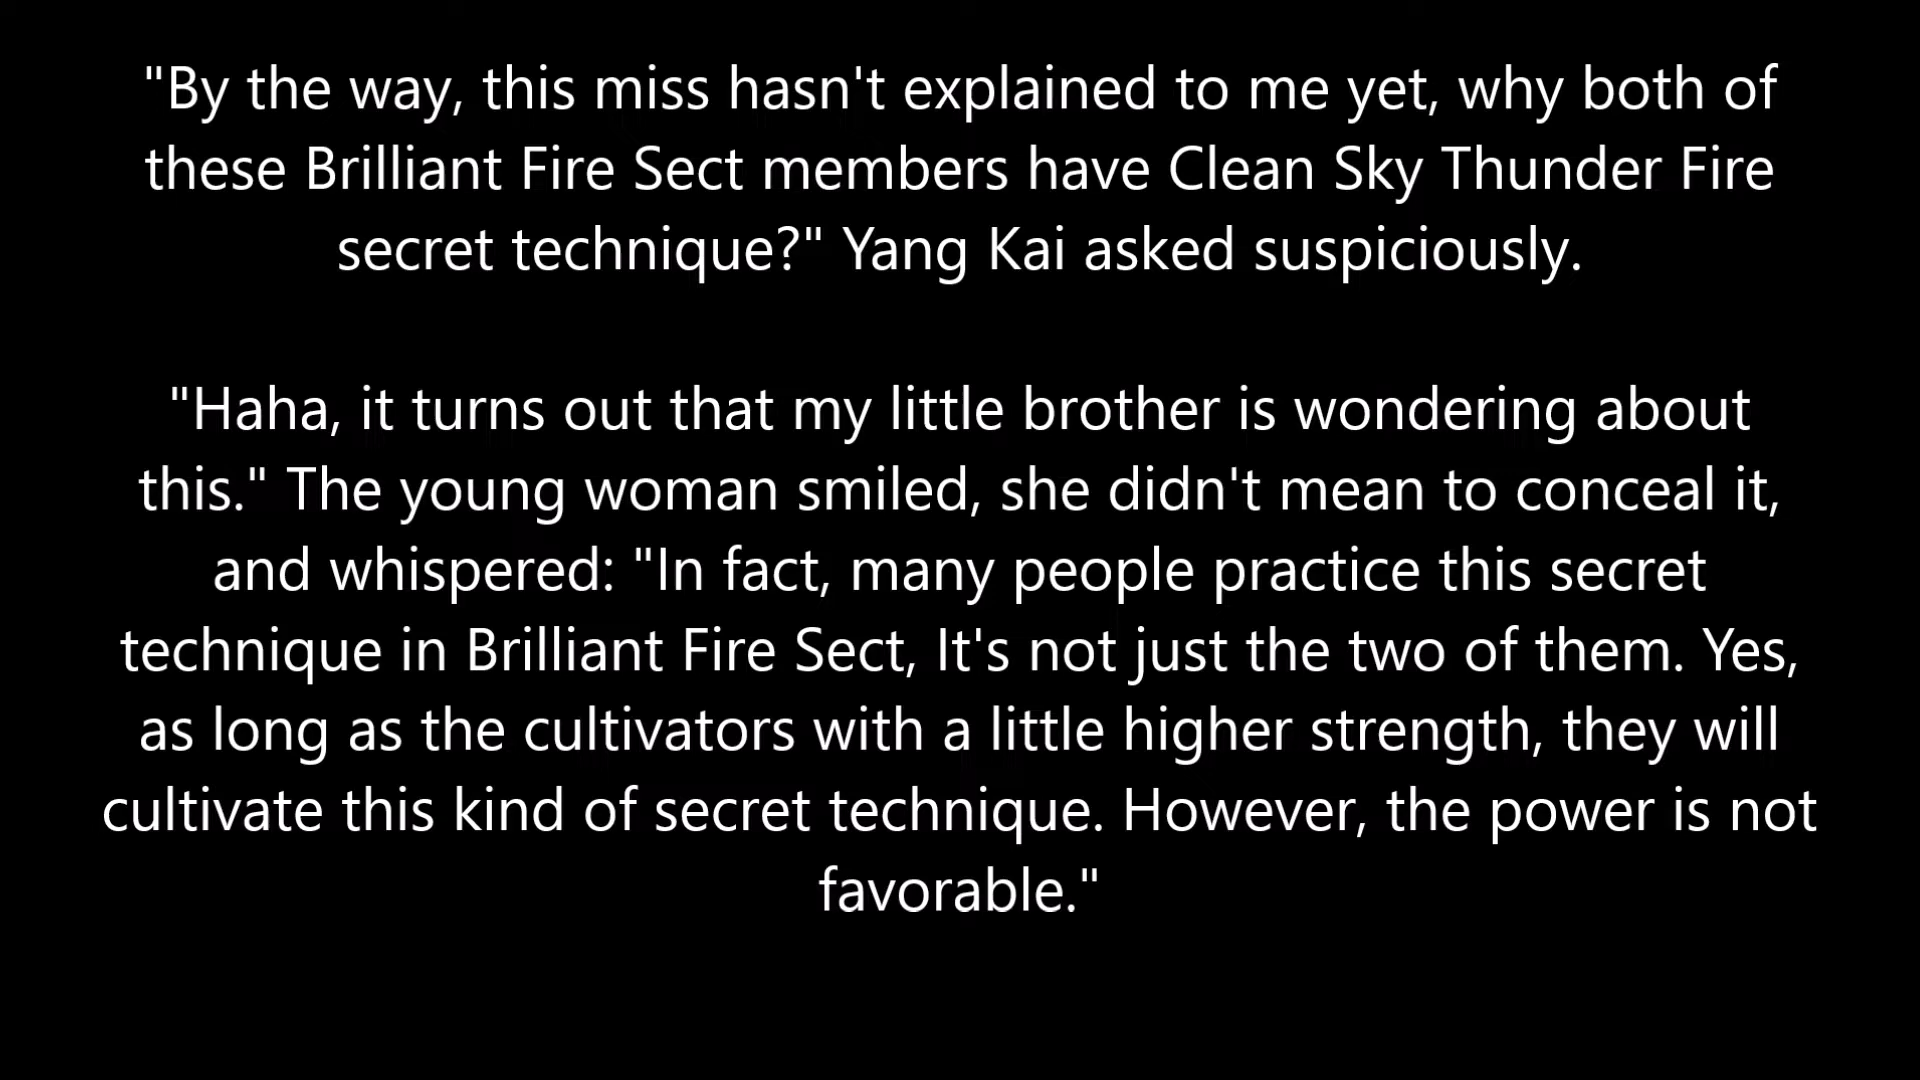 "By the way, this miss hasn't explained to me yet, why both of
these Brilliant Fire Sect members have Clean Sky Thunder Fire
secret technique?" Yang Kai asked suspiciously.
"Haha, it turns out that my little brother is wondering about
this." The young woman smiled, she didn't mean to conceal it,
and whispered: "In fact, many people practice this secret
technique in Brilliant Fire Sect, It's not just the two of them. Yes,
as long as the cultivators with a little higher strength, they will
cultivate this kind of secret technique. However, the power is not
favorable."